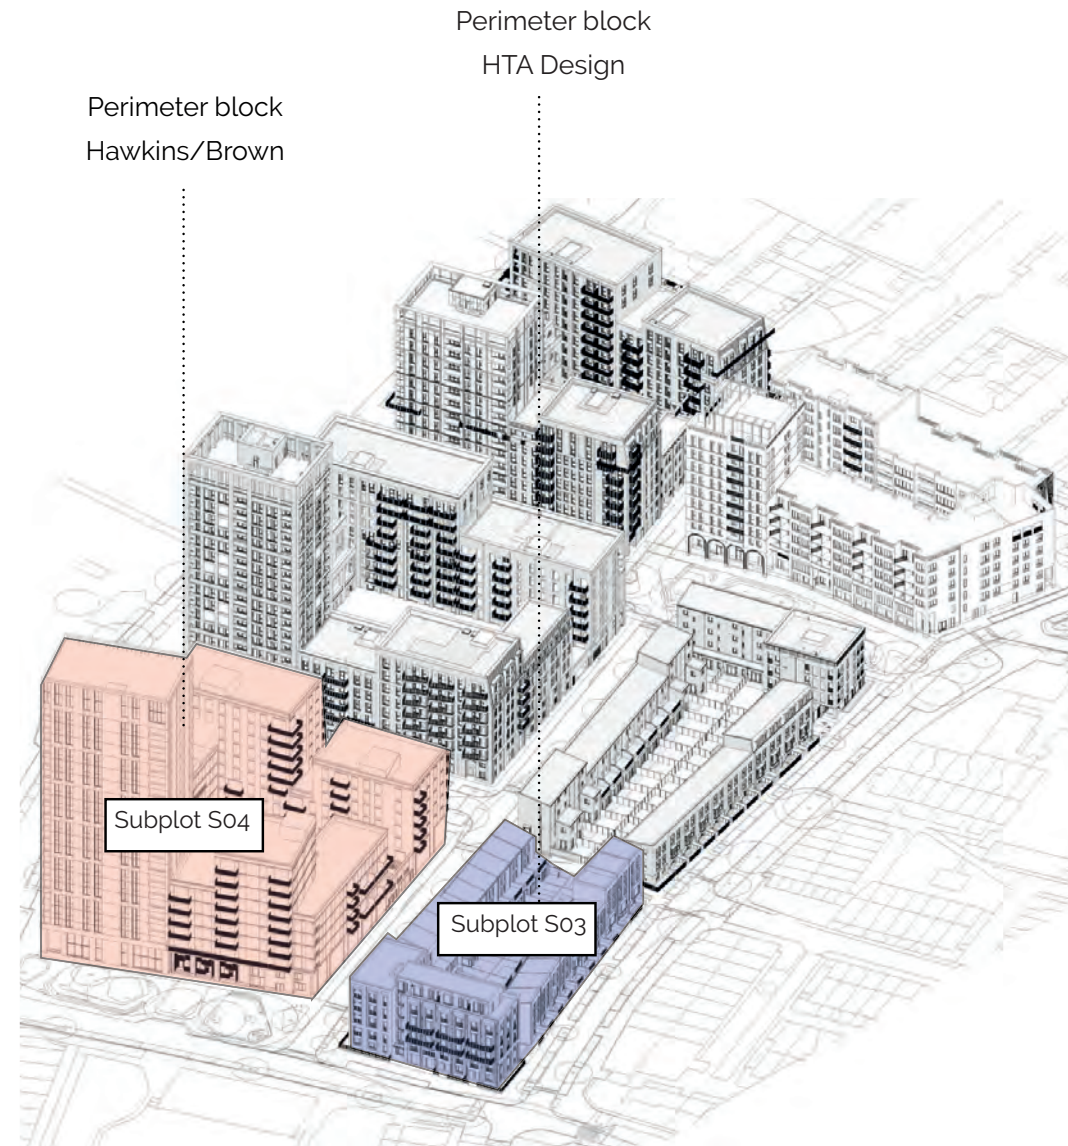 Perimeter block
HTA Design
Perimeter block
Hawkins/Brown
Subplot S04
Subplot S03